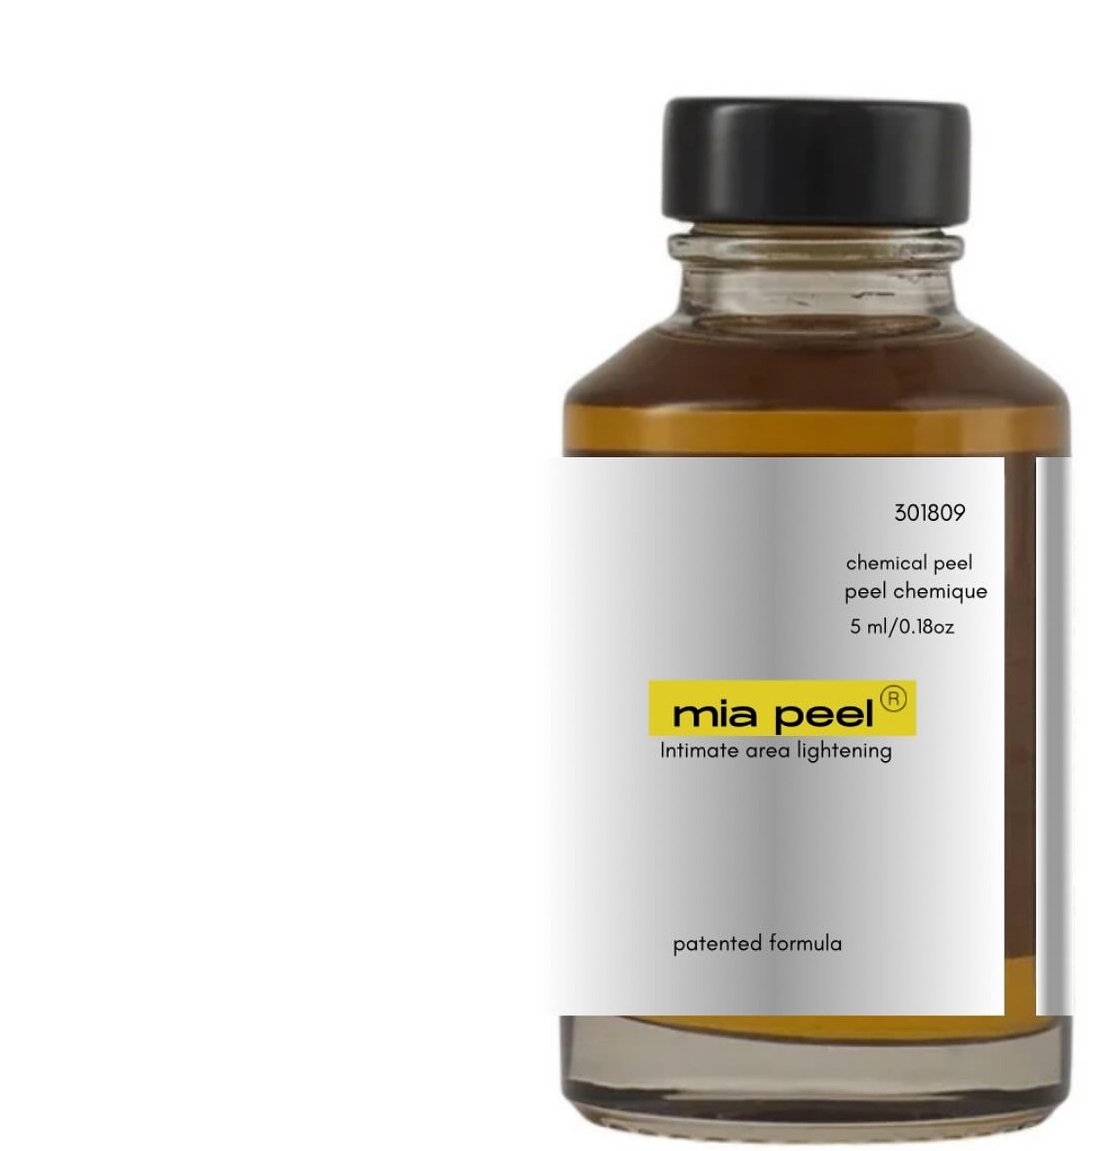 301809
chemical peel
peel chemique
5 ml/0.18oz
mia peel®
Intimate area lightening
patented formula